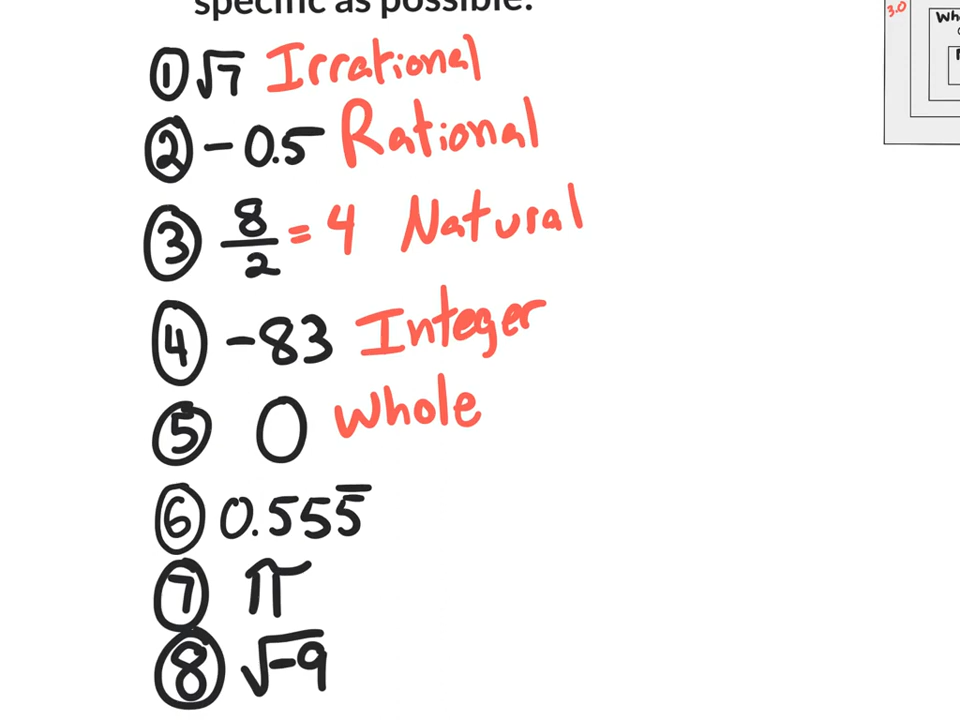 specific as possible.
① √7 Irrational
② -0.5 Rational
③ 8/2 = 4 Natural
④ -83 Integer
⑤ 0 Whole
⑥ 0.555̅
⑦ π
⑧ √-9
3.0